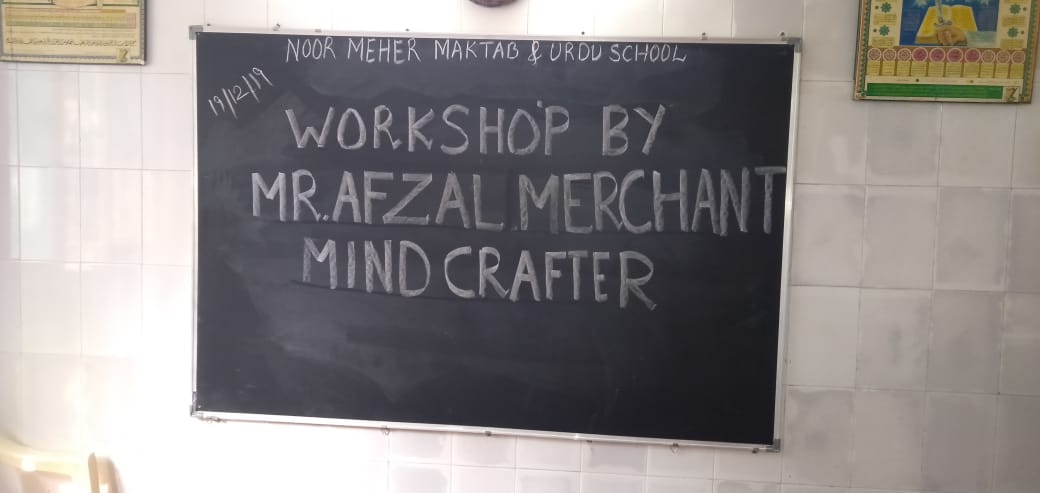 NOOR MEHER MAKTAB & URDU SCHOOL
19/12/19
WORKSHOP BY
MR. AFZAL MERCHANT
MIND CRAFTER